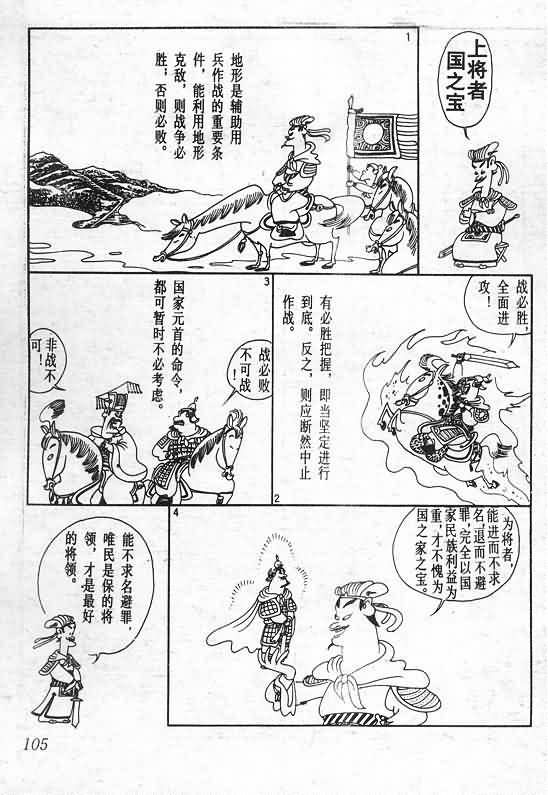 上将者
国之宝
1
地形是辅助用
兵作战的重要条
件，能利用地形
克敌，则战争必
胜；否则必败。
战必胜，
全面进
攻！
有必胜把握，
即当坚定进行
到底。反之，
则应断然中止
作战。
2
3
国家元首的命令，
都可暂时不必考虑。
战必败
不可战！
非战不
可！
4
为将者，
能进而不求
名，退而不避
罪，完全以国
家民族利益为
重，才不愧为
国之家之宝。
能不求名避罪，
唯民是保的将
领，才是最好
的将领。
105